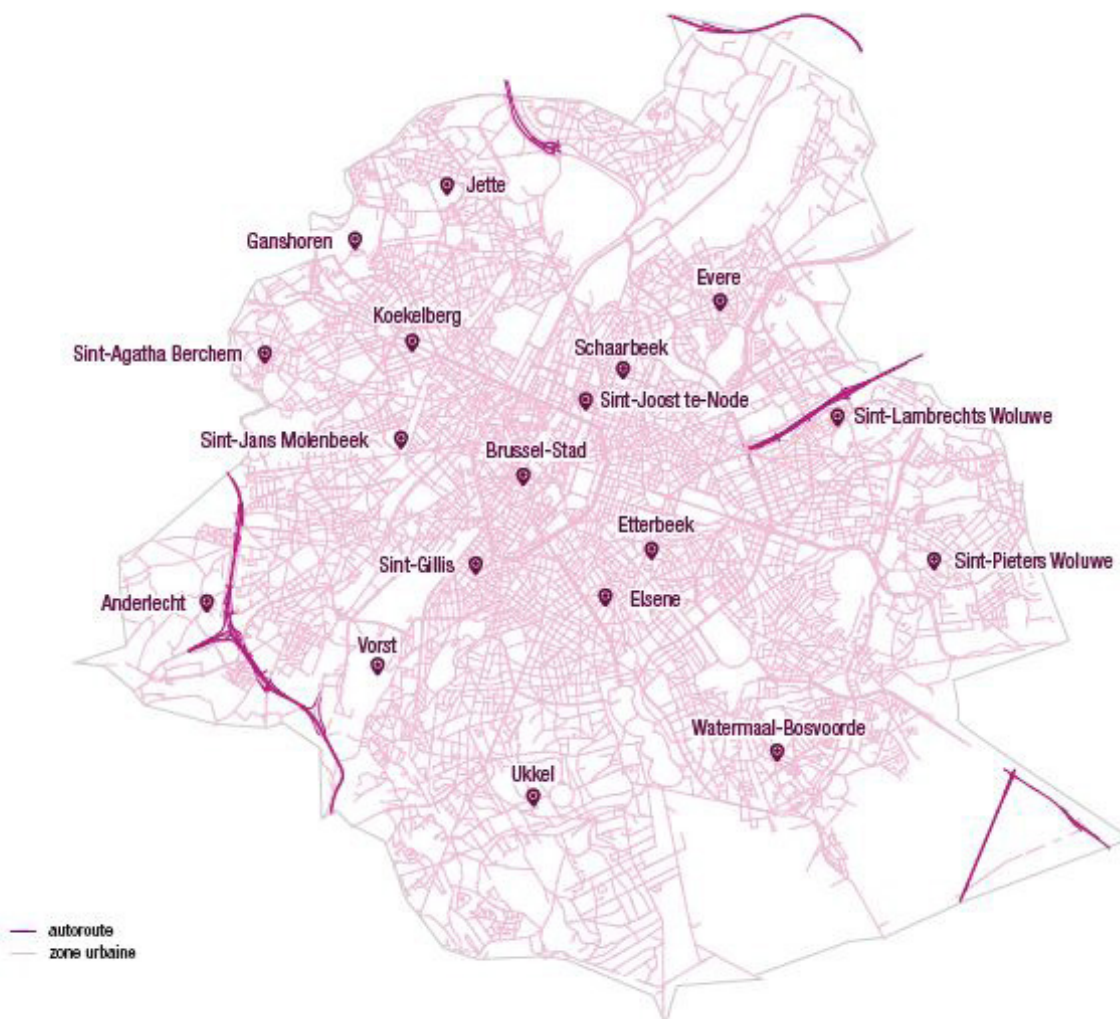 Jette
Ganshoren
Evere
Koekelberg
Sint-Agatha Berchem
Schaarbeek
Sint-Joost te-Node
Sint-Lambrechts Woluwe
Sint-Jans Molenbeek
Brussel-Stad
Etterbeek
Sint-Gillis
Sint-Pieters Woluwe
Anderlecht
Elsene
Vorst
Watermaal-Bosvoorde
Ukkel
autoroute
zone urbaine